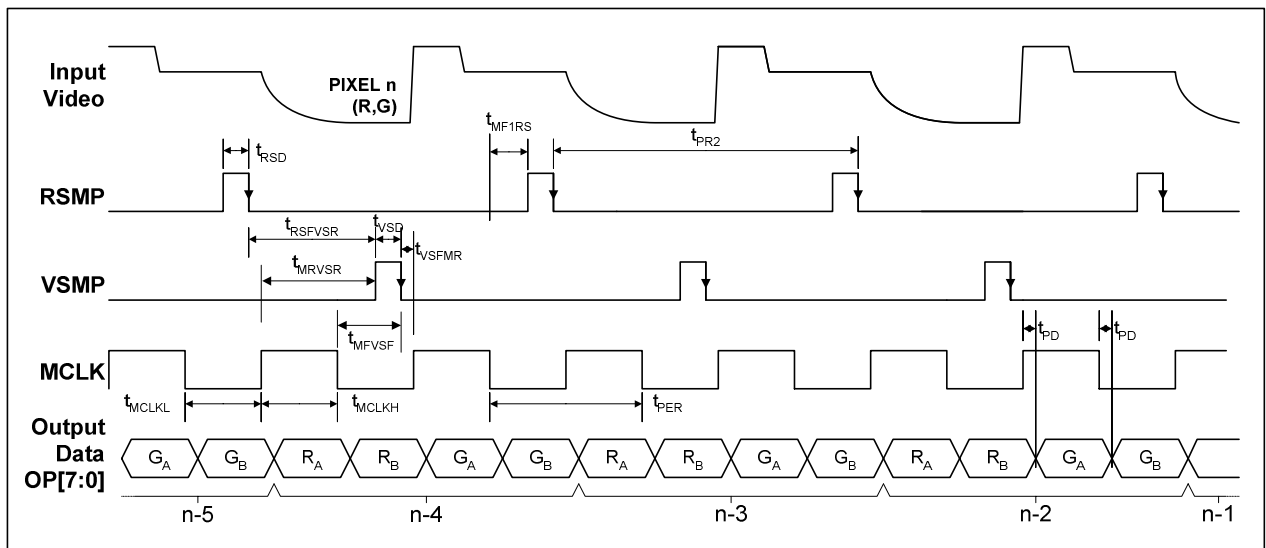 Input
Video
PIXEL n
(R,G)
tMF1RS
tPR2
tRSD
RSMP
tRSFVSR
tVSD
tVSFMR
tMRVSR
VSMP
tMFVSF
tPD
tPD
MCLK
tMCLKL
tMCLKH
tPER
Output
Data
OP[7:0]
GA GB RA RB GA GB RA RB GA GB RA RB GA GB
n-5 n-4 n-3 n-2 n-1